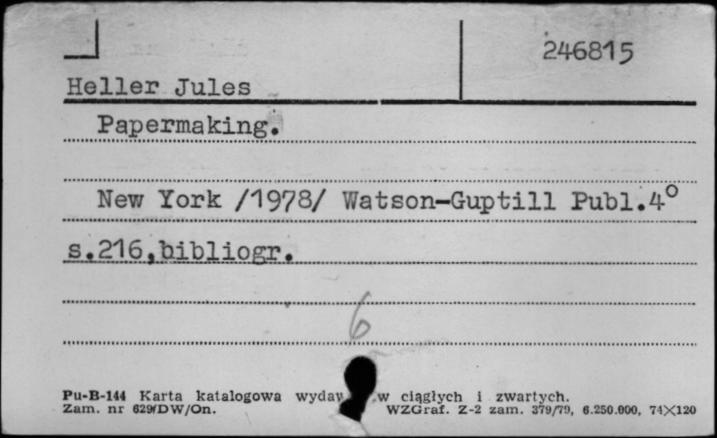 246815
Heller Jules
Papermaking.
New York /1978/ Watson-Guptill Publ.4°
s.216,bibliogr.
6
Pu-B-144 Karta katalogowa wydaw w ciągłych i zwartych.
Zam. nr 629/DW/On. WZGraf. Z-2 zam. 379/79, 6.250.000, 74×120